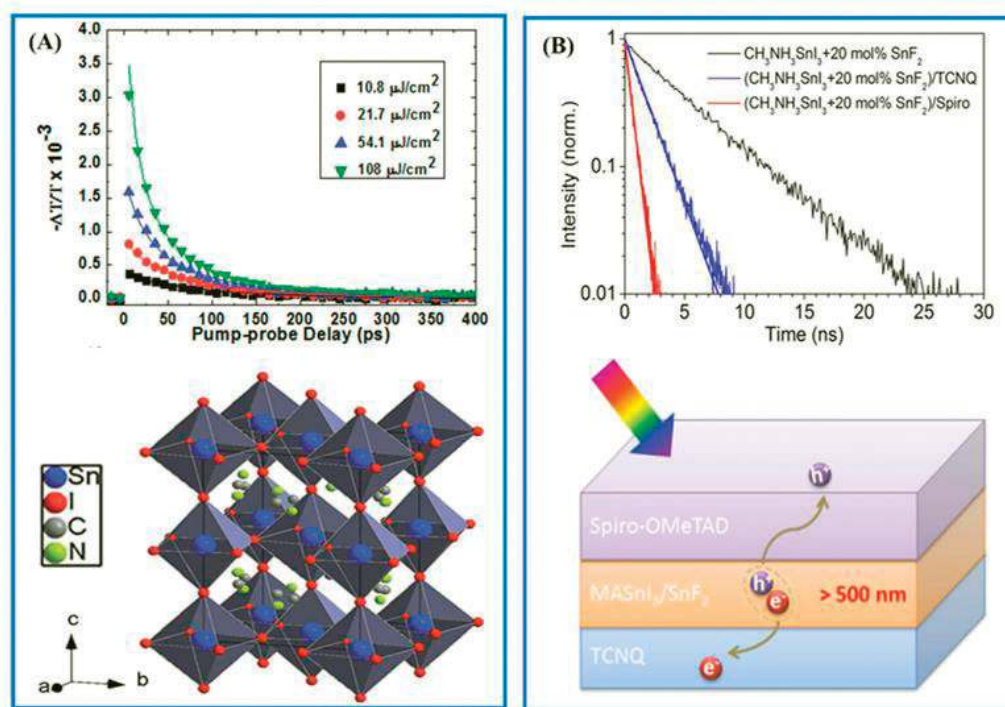 (A)
4.0
3.5
3.0
2.5
2.0
1.5
1.0
0.5
0.0
-ΔT/T x 10⁻³
10.8 μJ/cm²
21.7 μJ/cm²
54.1 μJ/cm²
108 μJ/cm²
0 50 100 150 200 250 300 350 400
Pump-probe Delay (ps)
Sn
I
C
N
c
a
b
(B)
1
0.1
0.01
Intensity (norm.)
CH₃NH₃SnI₃+20 mol% SnF₂
(CH₃NH₃SnI₃+20 mol% SnF₂)/TCNQ
(CH₃NH₃SnI₃+20 mol% SnF₂)/Spiro
0 5 10 15 20 25 30
Time (ns)
h⁺
Spiro-OMeTAD
h⁺
MASnI₃/SnF₂
e⁻
> 500 nm
TCNQ
e⁻